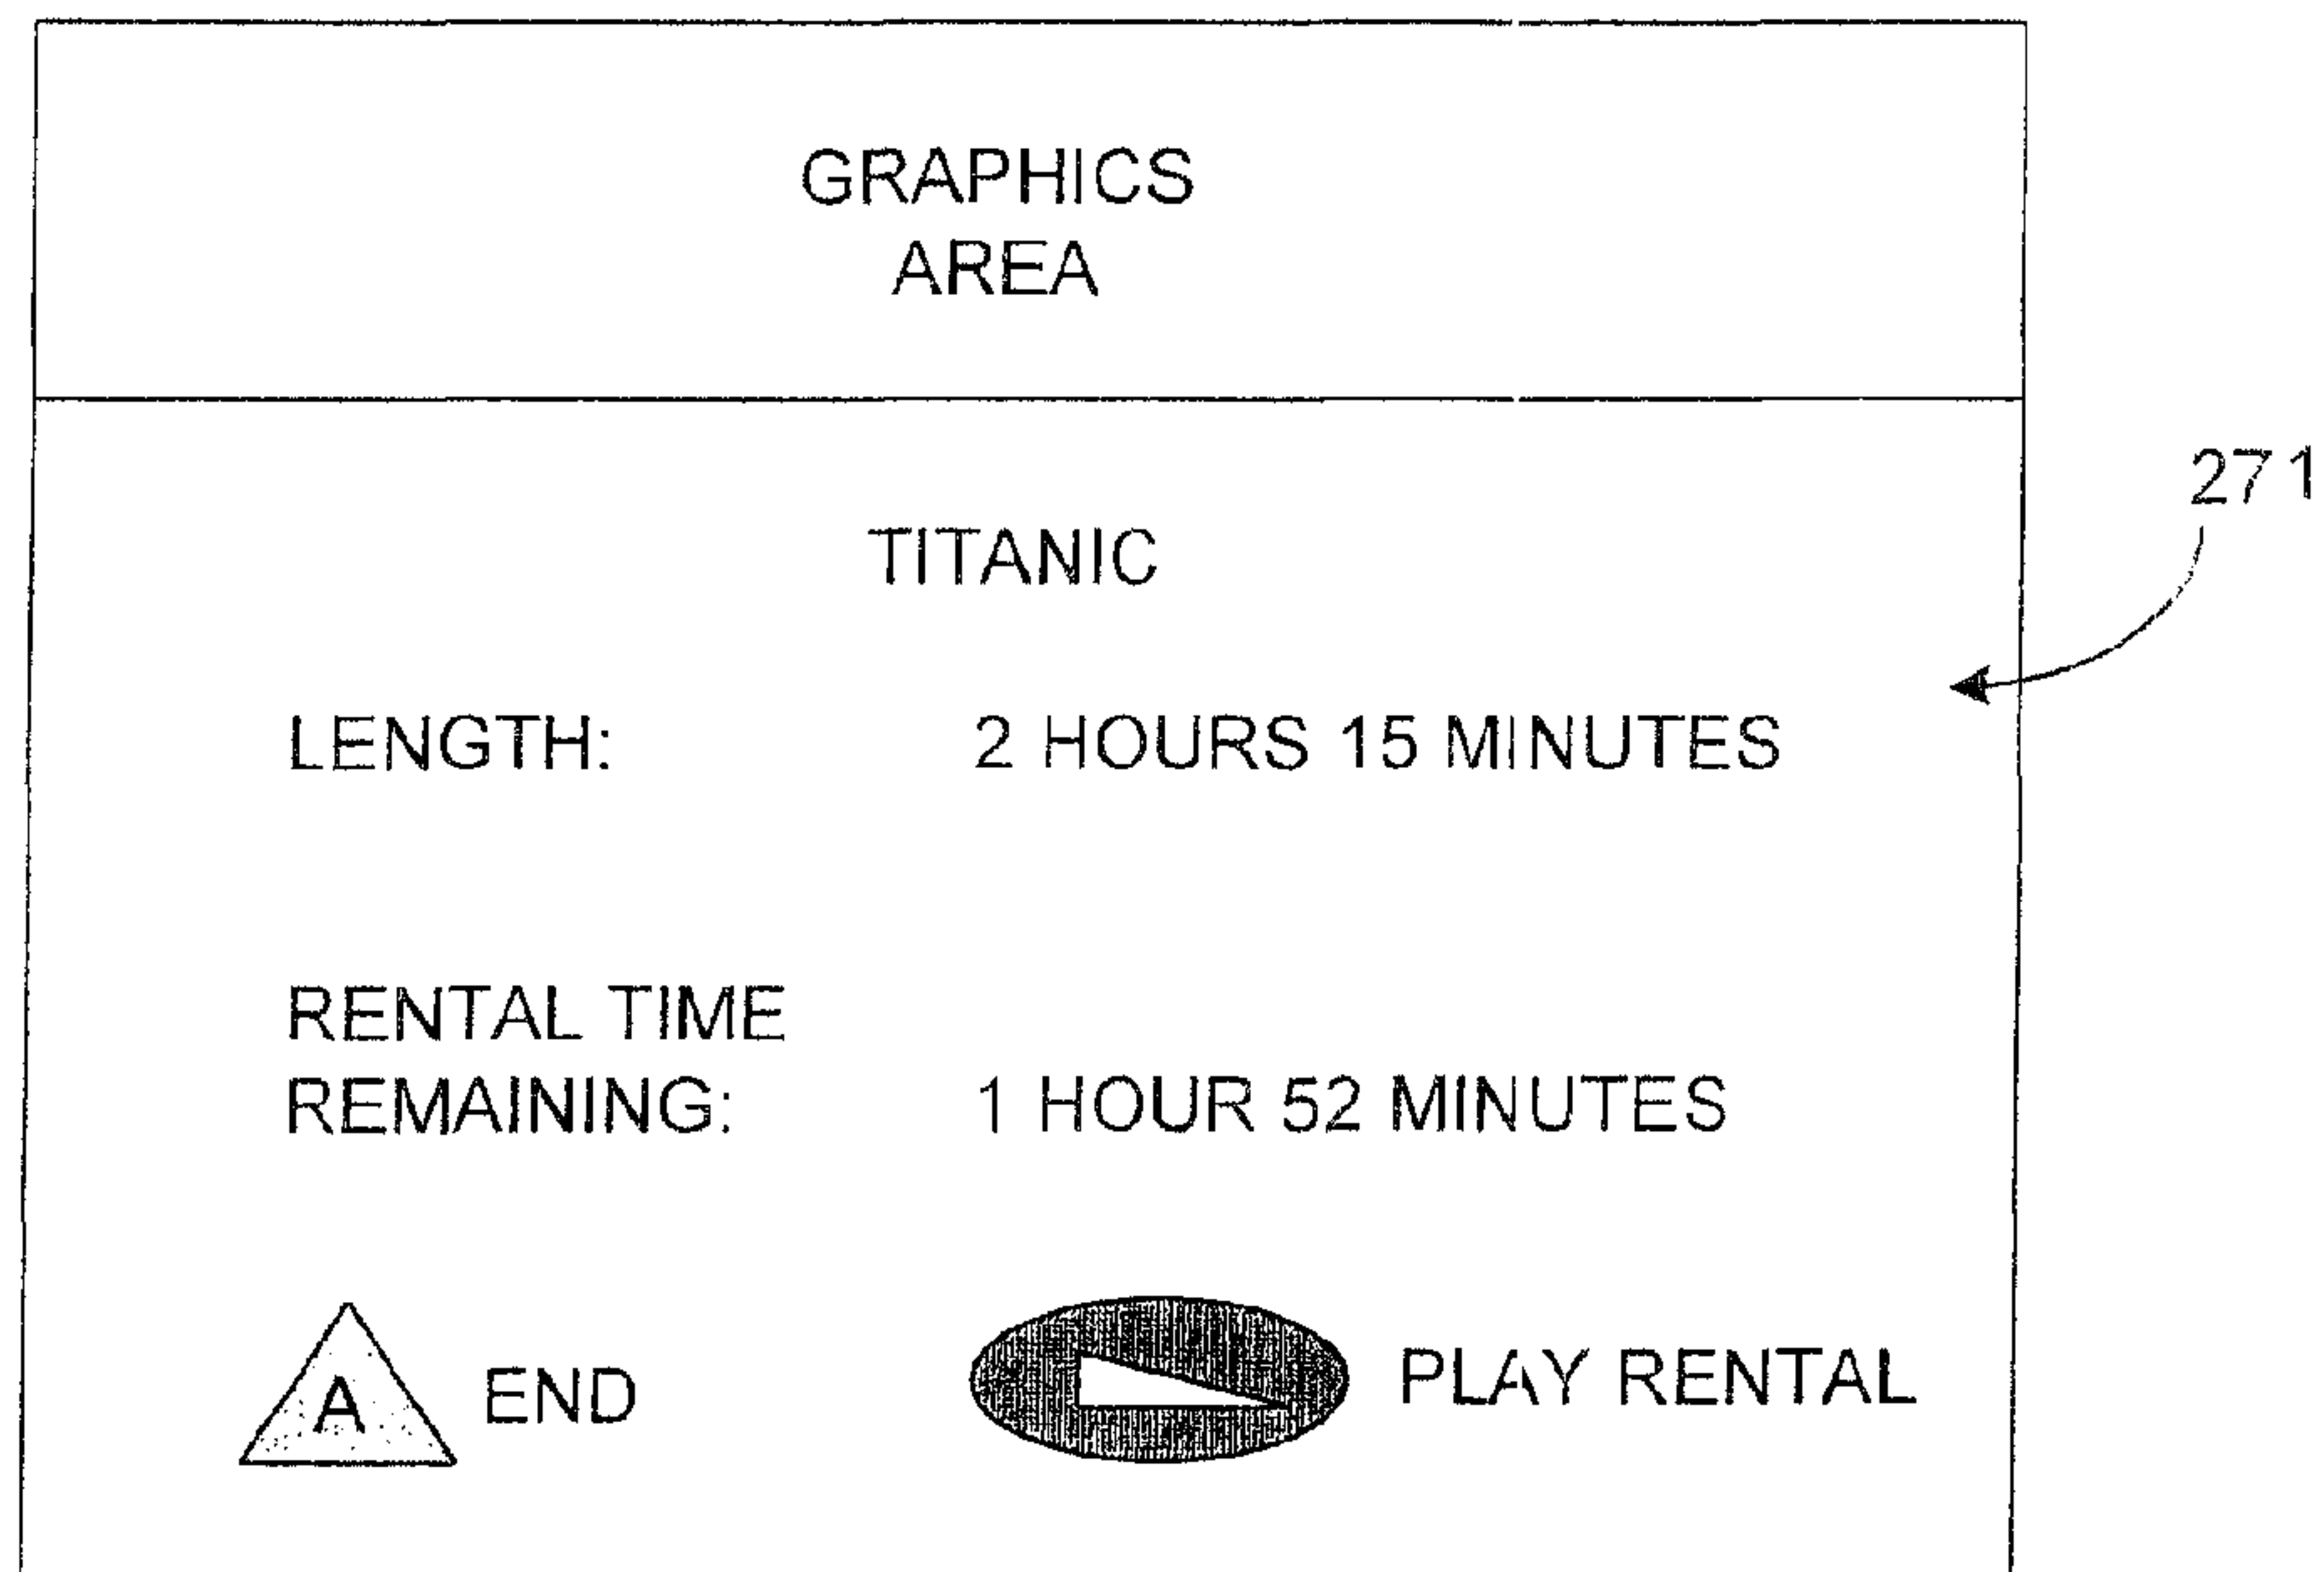 GRAPHICS
AREA
271
TITANIC
LENGTH: 2 HOURS 15 MINUTES
RENTAL TIME
REMAINING: 1 HOUR 52 MINUTES
A END PLAY RENTAL